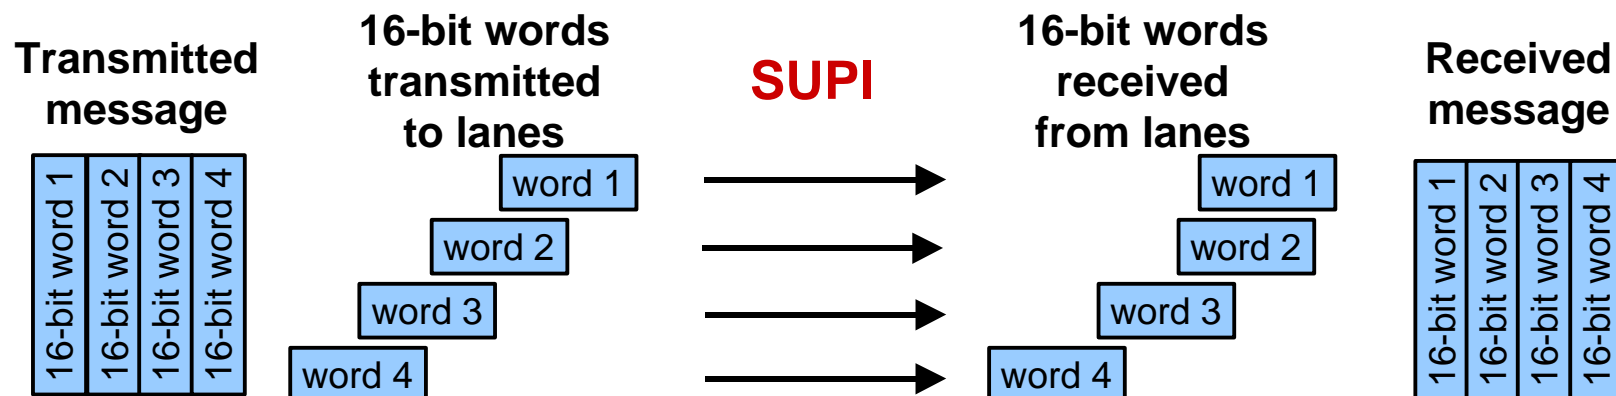 Transmitted
message
16-bit words
transmitted
to lanes
SUPI
16-bit words
received
from lanes
Received
message
16-bit word 1
16-bit word 2
16-bit word 3
16-bit word 4
word 1
word 2
word 3
word 4
word 1
word 2
word 3
word 4
16-bit word 1
16-bit word 2
16-bit word 3
16-bit word 4